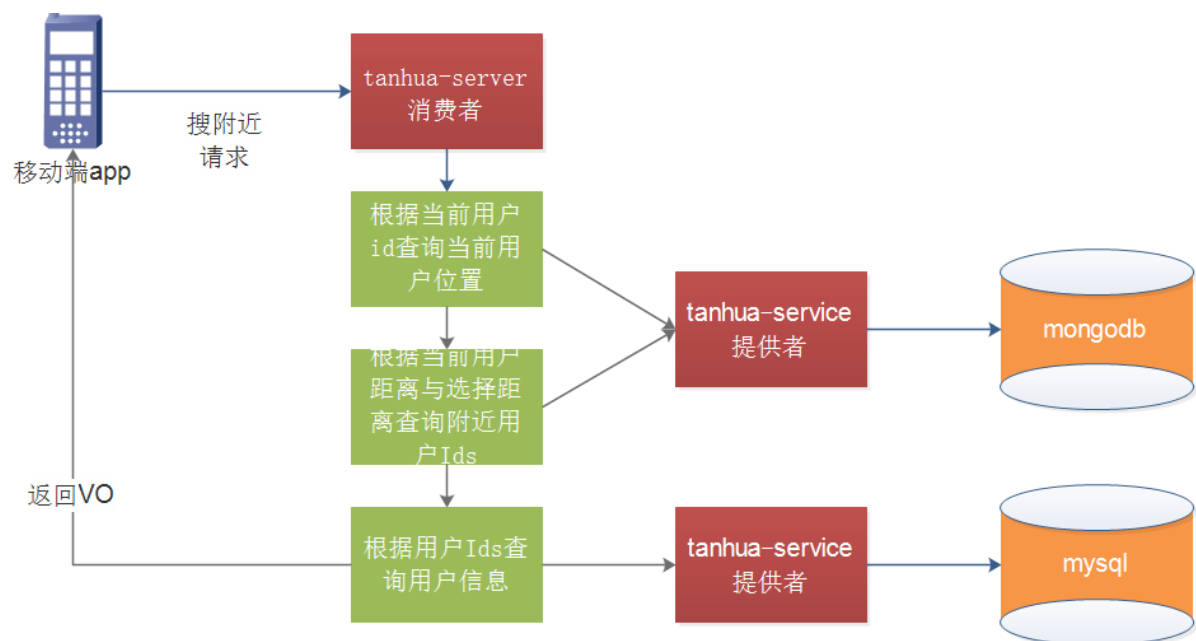 tanhua-server
消费者
搜附近
请求
移动端app
根据当前用户
id查询当前用
户位置
tanhua-service
提供者
mongodb
根据当前用户
距离与选择距
离查询附近用
户Ids
返回VO
根据用户Ids查
询用户信息
tanhua-service
提供者
mysql